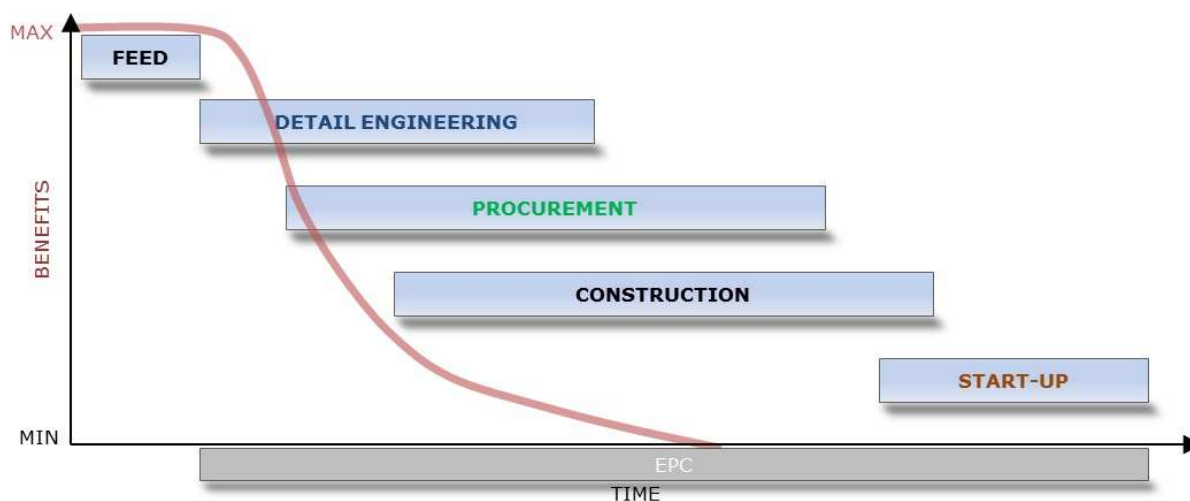 MAX
FEED
DETAIL ENGINEERING
PROCUREMENT
BENEFITS
CONSTRUCTION
START-UP
MIN
EPC
TIME